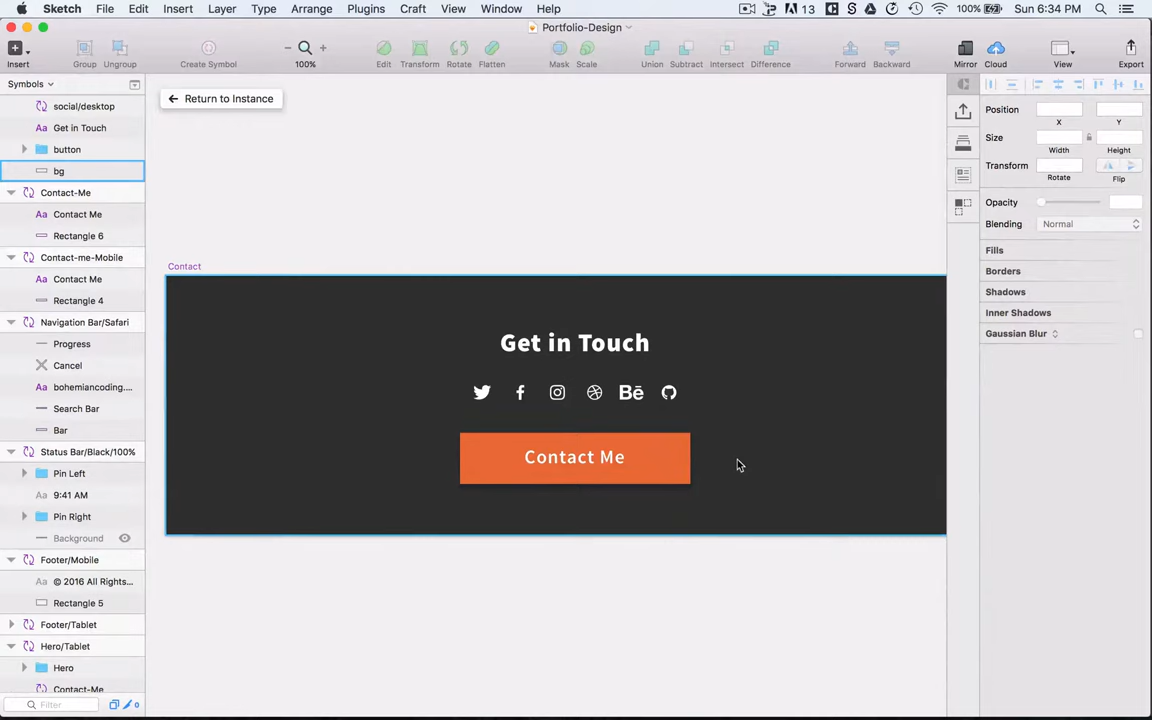 Sketch File Edit Insert Layer Type Arrange Plugins Craft View Window Help 13 100% Sun 6:34 PM
Portfolio-Design
Insert Group Ungroup Create Symbol 100% Edit Transform Rotate Flatten Mask Scale Union Subtract Intersect Difference Forward Backward Mirror Cloud View Export
Symbols
social/desktop
Get in Touch
button
bg
Contact-Me
Contact Me
Rectangle 6
Contact-me-Mobile
Contact Me
Rectangle 4
Navigation Bar/Safari
Progress
Cancel
bohemiancoding....
Search Bar
Bar
Status Bar/Black/100%
Pin Left
9:41 AM
Pin Right
Background
Footer/Mobile
© 2016 All Rights...
Rectangle 5
Footer/Tablet
Hero/Tablet
Hero
Contact-Me
Filter
0
Return to Instance
Contact
Get in Touch
Bē
Contact Me
Position
X Y
Size
Width Height
Transform
Rotate Flip
Opacity
Blending Normal
Fills
Borders
Shadows
Inner Shadows
Gaussian Blur